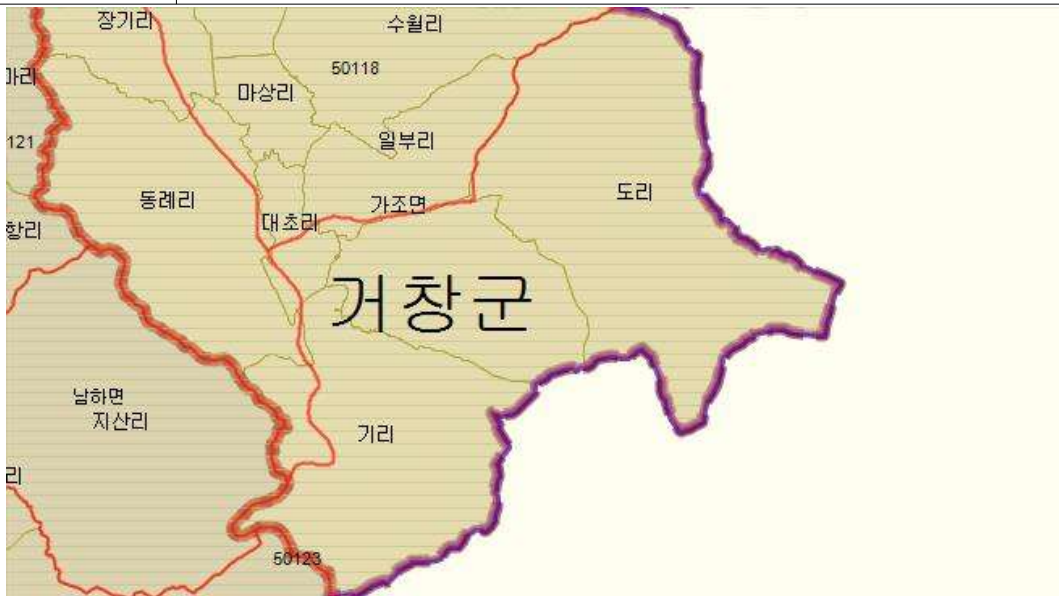 장기리
수월리
50118
마리
마상리
121
일부리
동례리
도리
가조면
대초리
항리
거창군
남하면
지산리
기리
리
50123